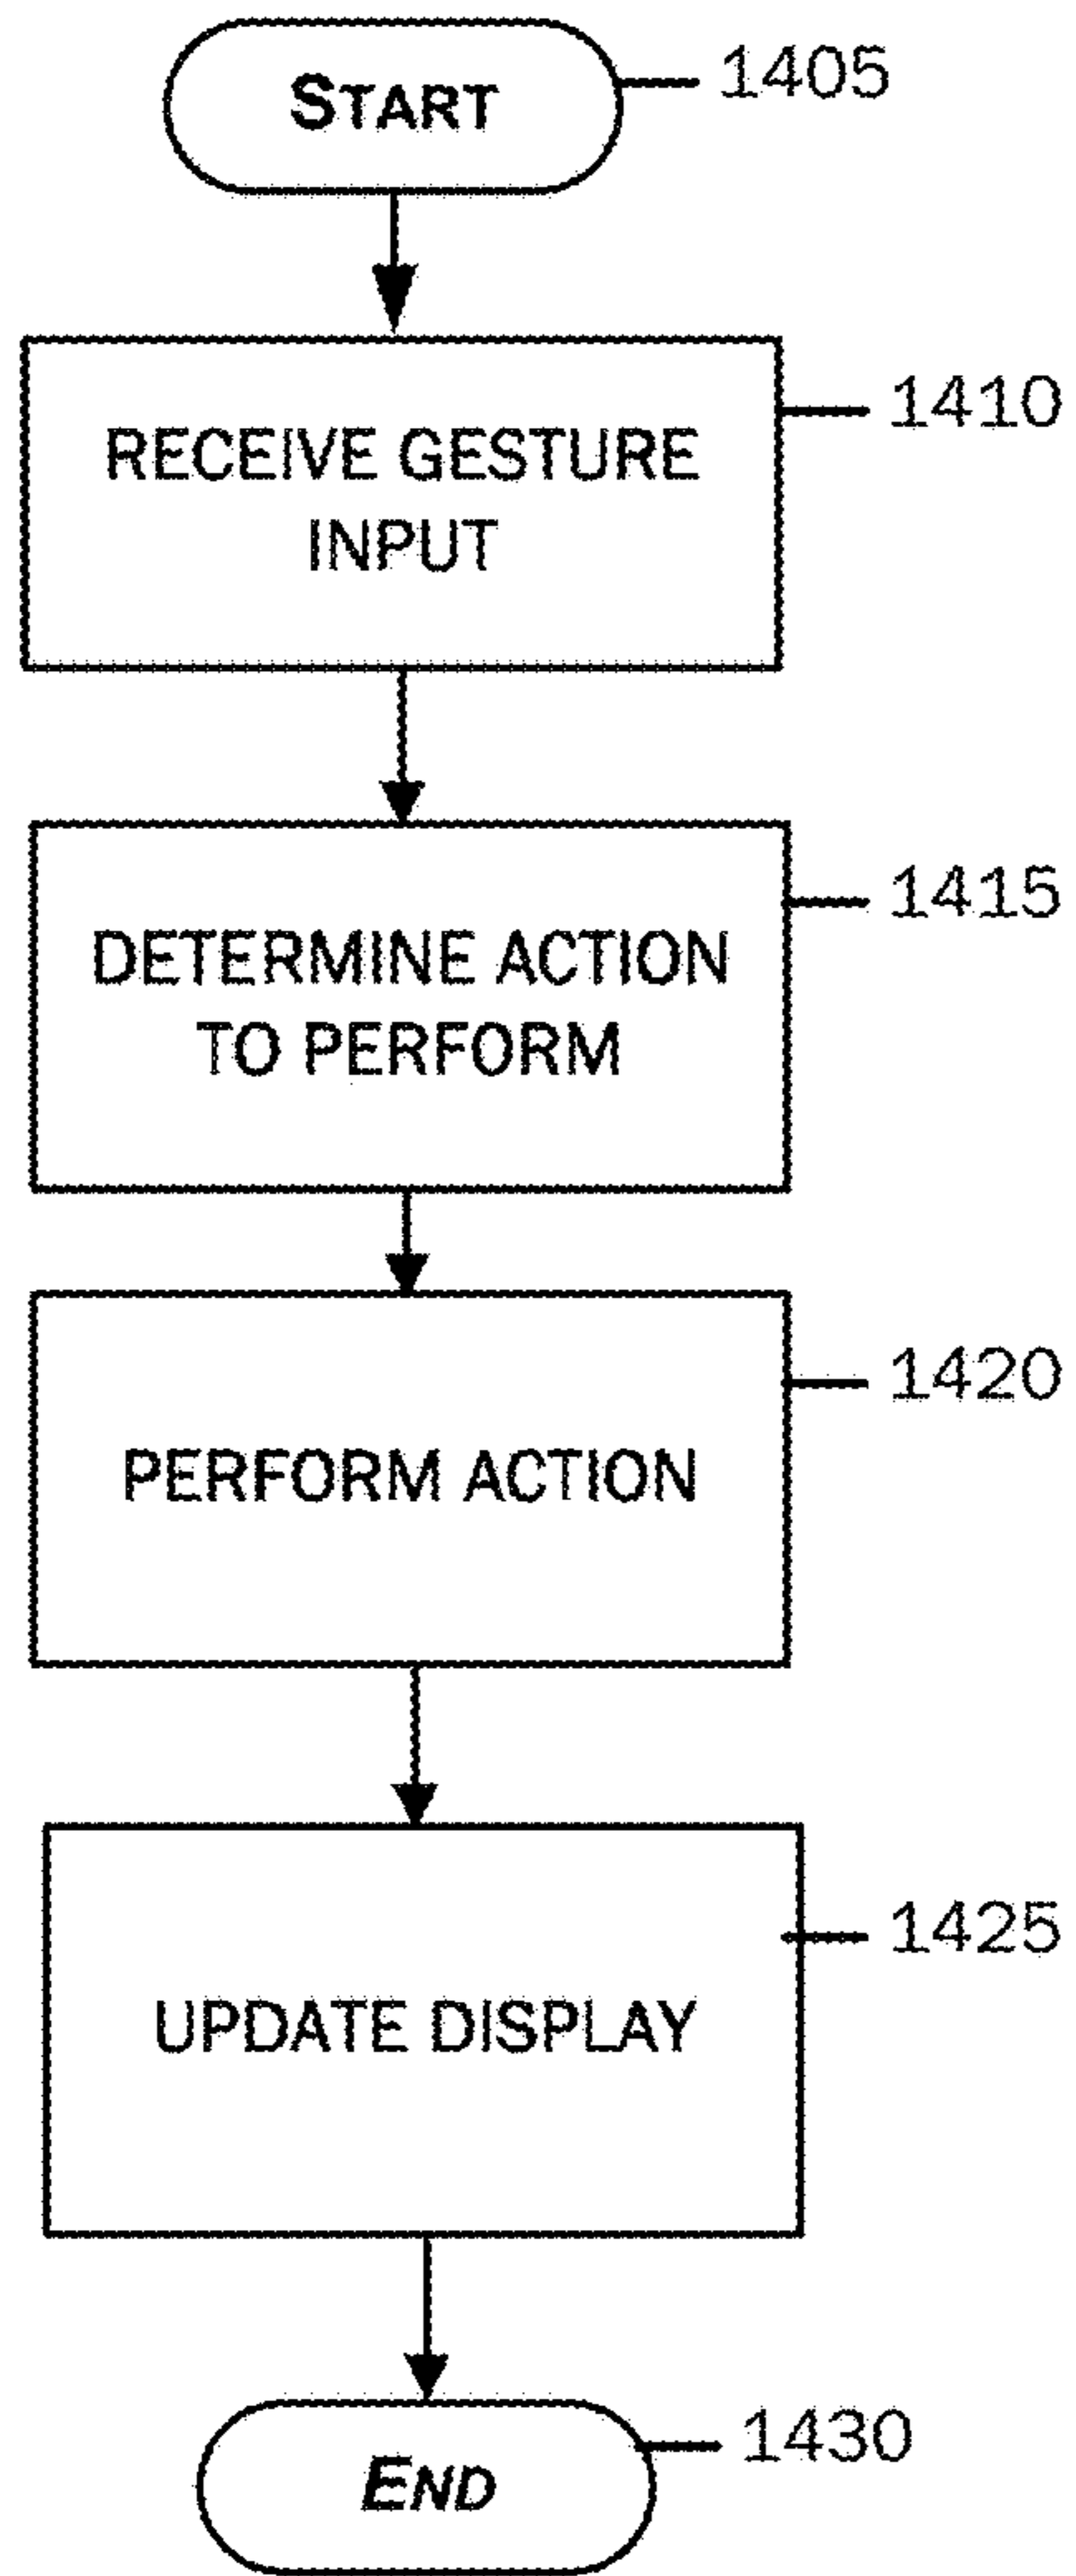 START
1405
RECEIVE GESTURE
INPUT
1410
DETERMINE ACTION
TO PERFORM
1415
PERFORM ACTION
1420
UPDATE DISPLAY
1425
END
1430